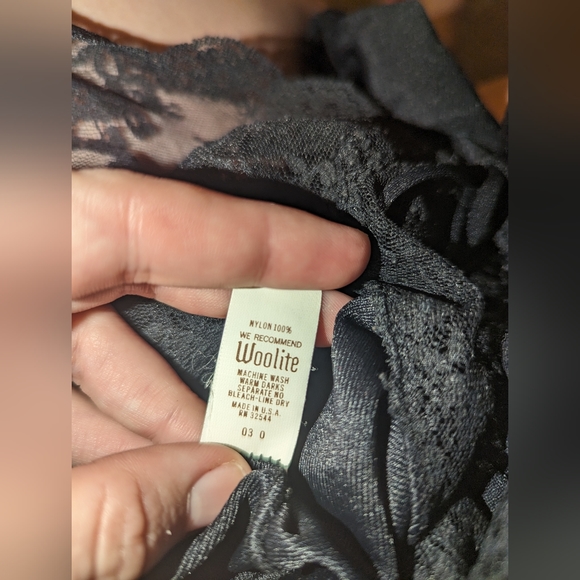 NYLON 100%
WE RECOMMEND
Woolite
MACHINE WASH
WARM DARKS
SEPARATE NO
BLEACH-LINE DRY
MADE IN U.S.A.
RN 32544
03 0